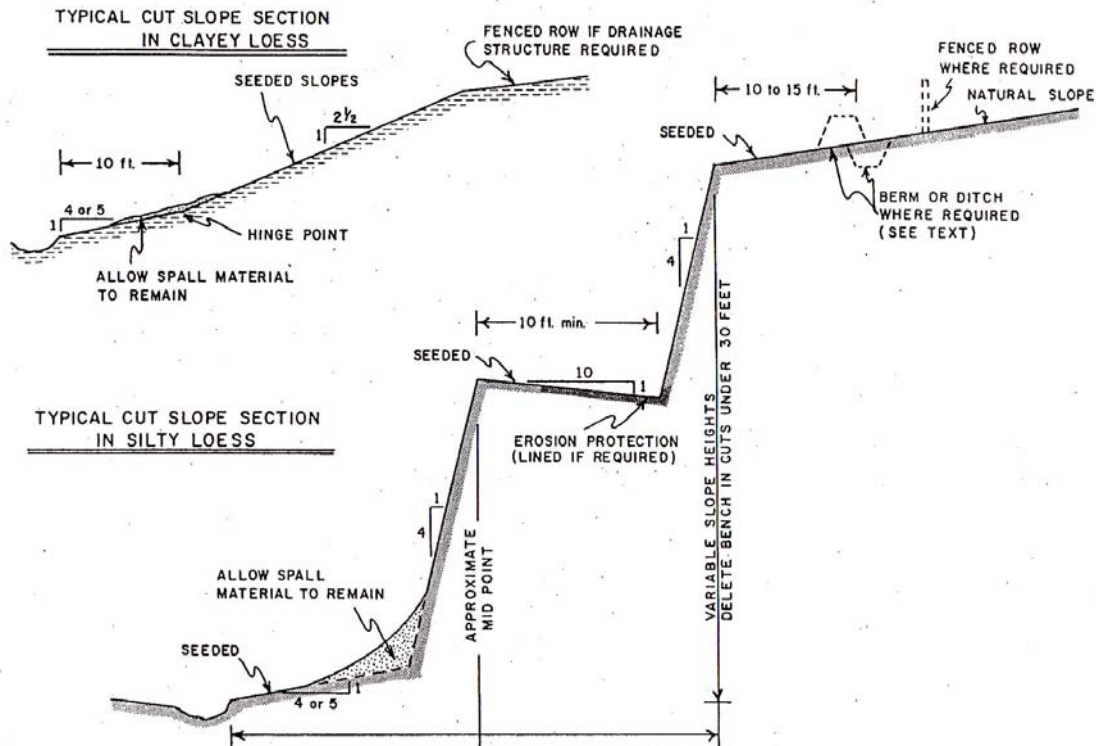 TYPICAL CUT SLOPE SECTION
IN CLAYEY LOESS
FENCED ROW IF DRAINAGE
STRUCTURE REQUIRED
SEEDED SLOPES
2½
1
10 ft.
4 or 5
1
HINGE POINT
ALLOW SPALL MATERIAL
TO REMAIN
FENCED ROW
WHERE REQUIRED
10 to 15 ft.
NATURAL SLOPE
SEEDED
BERM OR DITCH
WHERE REQUIRED
(SEE TEXT)
1
4
10 ft. min.
SEEDED
10
1
EROSION PROTECTION
(LINED IF REQUIRED)
TYPICAL CUT SLOPE SECTION
IN SILTY LOESS
1
4
APPROXIMATE
MID POINT
VARIABLE SLOPE HEIGHTS
DELETE BENCH IN CUTS UNDER 30 FEET
ALLOW SPALL
MATERIAL TO REMAIN
SEEDED
1
4 or 5